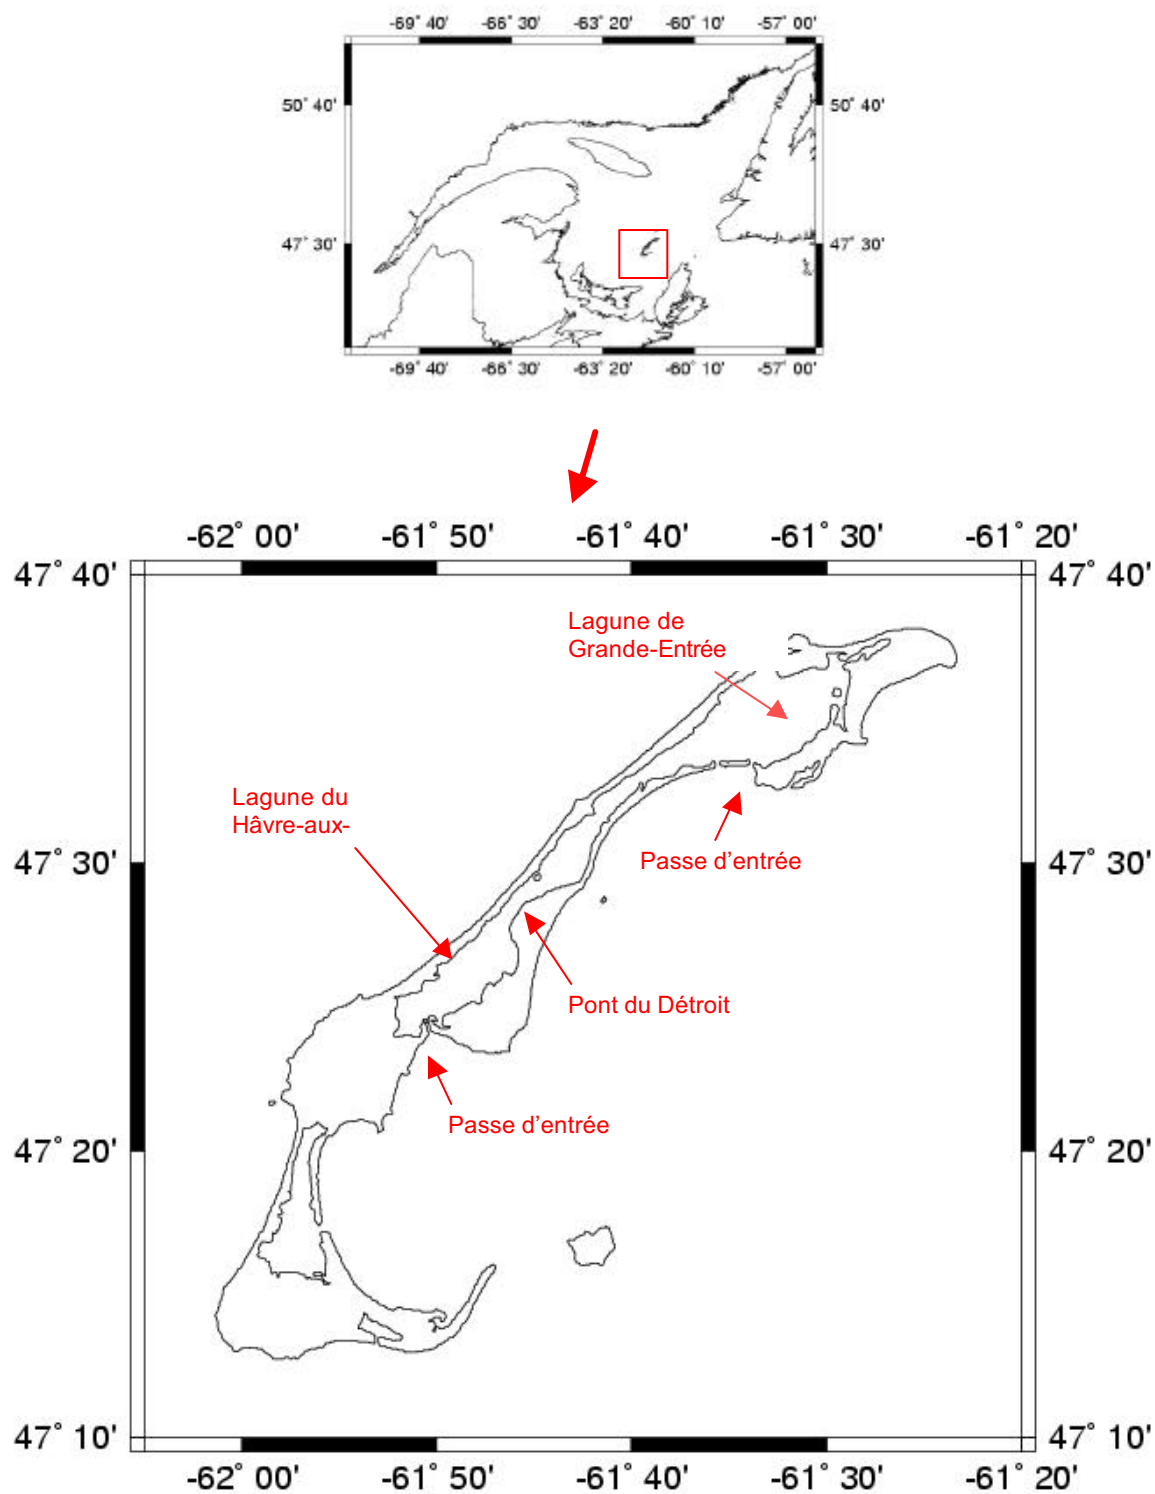 -69° 40' -66° 30' -63° 20' -60° 10' -57° 00'
50° 40' 50° 40'
47° 30' 47° 30'
-69° 40' -66° 30' -63° 20' -60° 10' -57° 00'
-62° 00' -61° 50' -61° 40' -61° 30' -61° 20'
47° 40' 47° 40'
Lagune de
Grande-Entrée
Lagune du
Hâvre-aux-
Passe d'entrée
47° 30' 47° 30'
Pont du Détroit
Passe d'entrée
47° 20' 47° 20'
47° 10' 47° 10'
-62° 00' -61° 50' -61° 40' -61° 30' -61° 20'